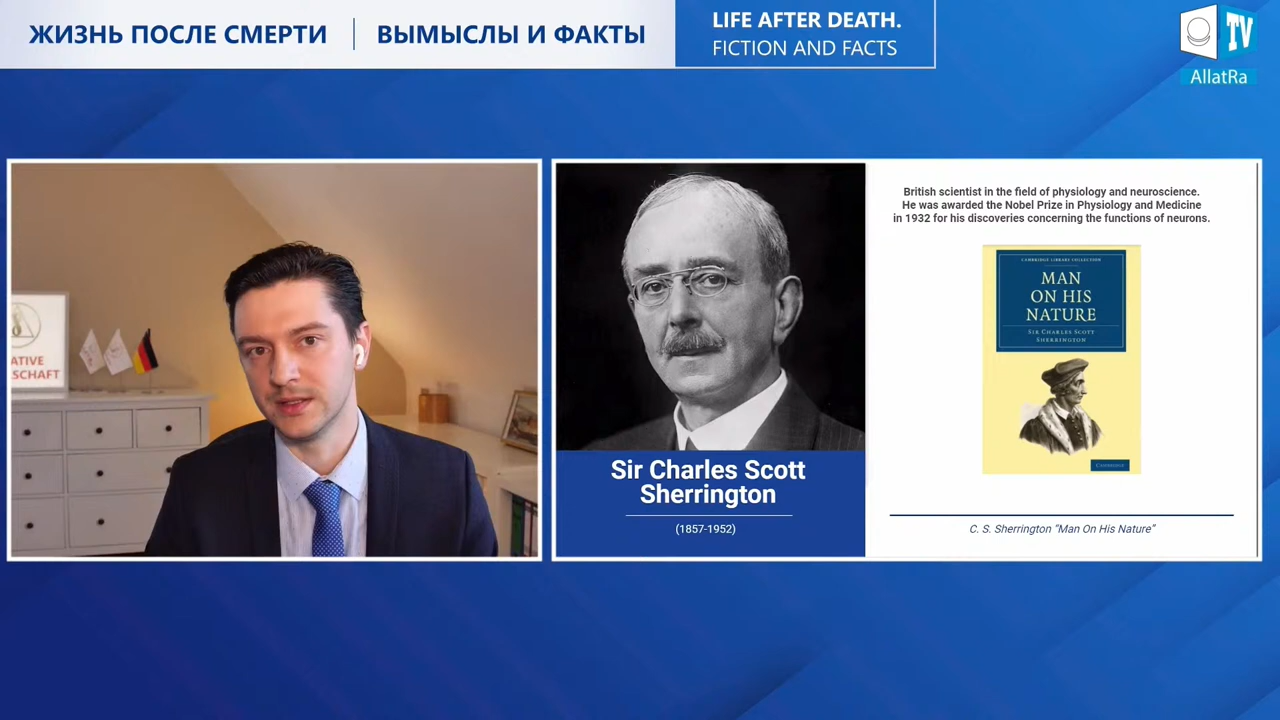 ЖИЗНЬ ПОСЛЕ СМЕРТИ
ВЫМЫСЛЫ И ФАКТЫ
LIFE AFTER DEATH.
FICTION AND FACTS
TV
AllatRa
ATIVE
SCHAFT
Sir Charles Scott
Sherrington
(1857-1952)
British scientist in the field of physiology and neuroscience.
He was awarded the Nobel Prize in Physiology and Medicine
in 1932 for his discoveries concerning the functions of neurons.
CAMBRIDGE LIBRARY COLLECTION
MAN
ON HIS
NATURE
SIR CHARLES SCOTT
SHERRINGTON
CAMBRIDGE
C. S. Sherrington “Man On His Nature”